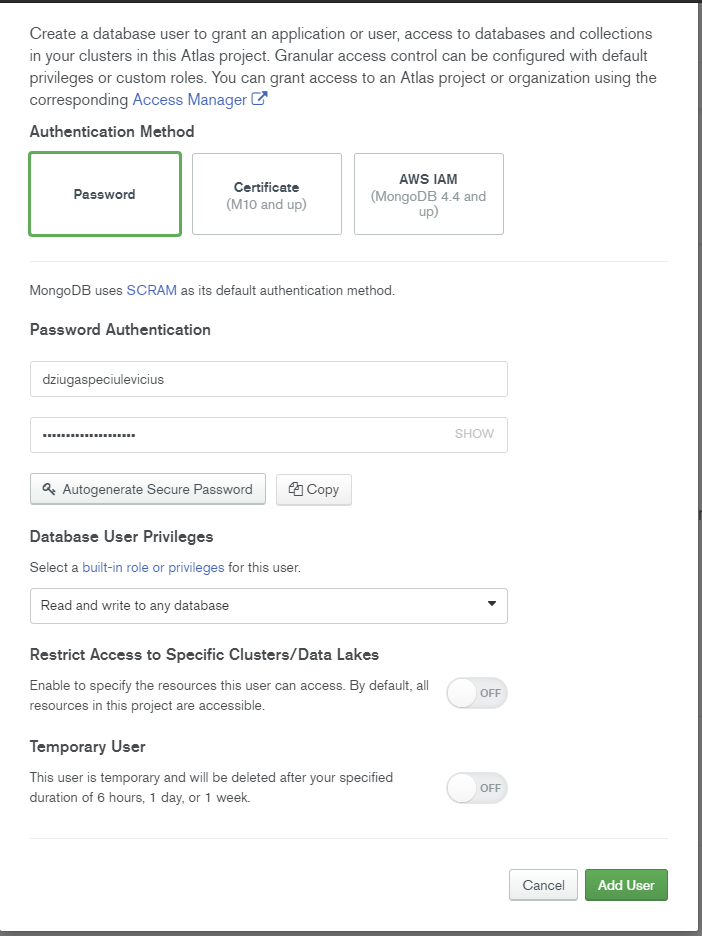 Create a database user to grant an application or user, access to databases and collections
in your clusters in this Atlas project. Granular access control can be configured with default
privileges or custom roles. You can grant access to an Atlas project or organization using the
corresponding Access Manager
Authentication Method
Password
Certificate
(M10 and up)
AWS IAM
(MongoDB 4.4 and
up)
MongoDB uses SCRAM as its default authentication method.
Password Authentication
dziugaspeciulevicius
••••••••••••••••••••
SHOW
Autogenerate Secure Password
Copy
Database User Privileges
Select a built-in role or privileges for this user.
Read and write to any database
Restrict Access to Specific Clusters/Data Lakes
Enable to specify the resources this user can access. By default, all
resources in this project are accessible.
OFF
Temporary User
This user is temporary and will be deleted after your specified
duration of 6 hours, 1 day, or 1 week.
OFF
Cancel
Add User